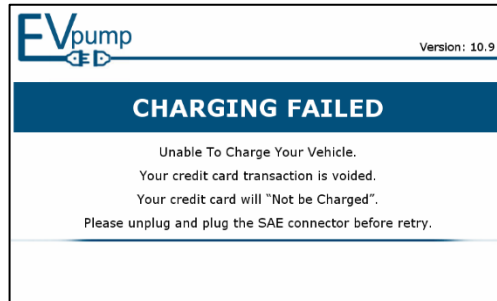 EVpump
Version: 10.9
CHARGING FAILED
Unable To Charge Your Vehicle.
Your credit card transaction is voided.
Your credit card will “Not be Charged”.
Please unplug and plug the SAE connector before retry.